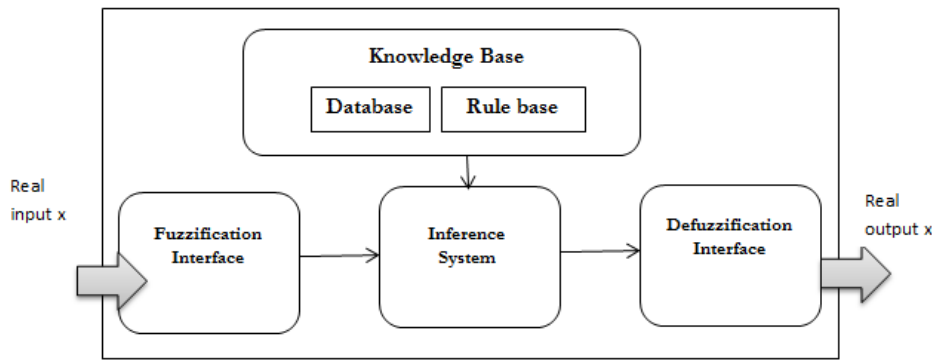 Knowledge Base
Database
Rule base
Real
input x
Fuzzification
Interface
Inference
System
Defuzzification
Interface
Real
output x